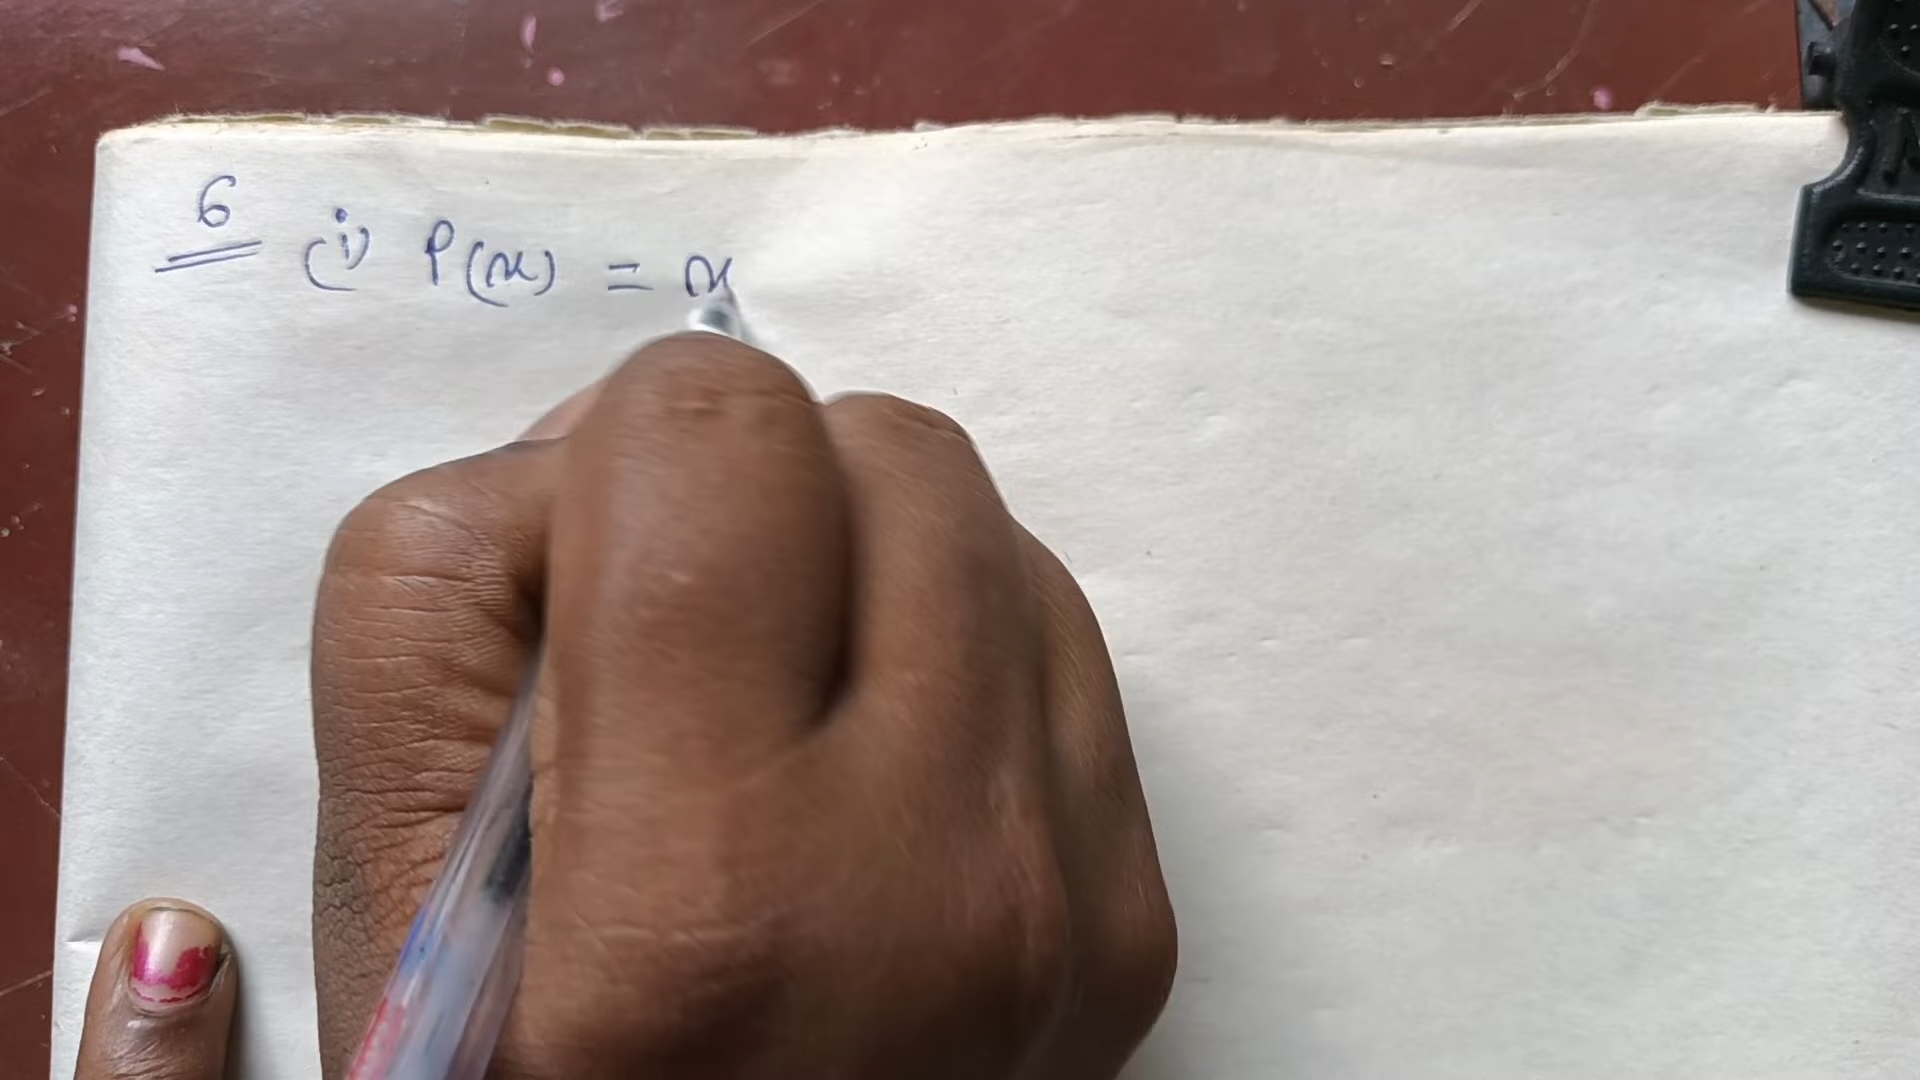 6 (i) P(x) = x